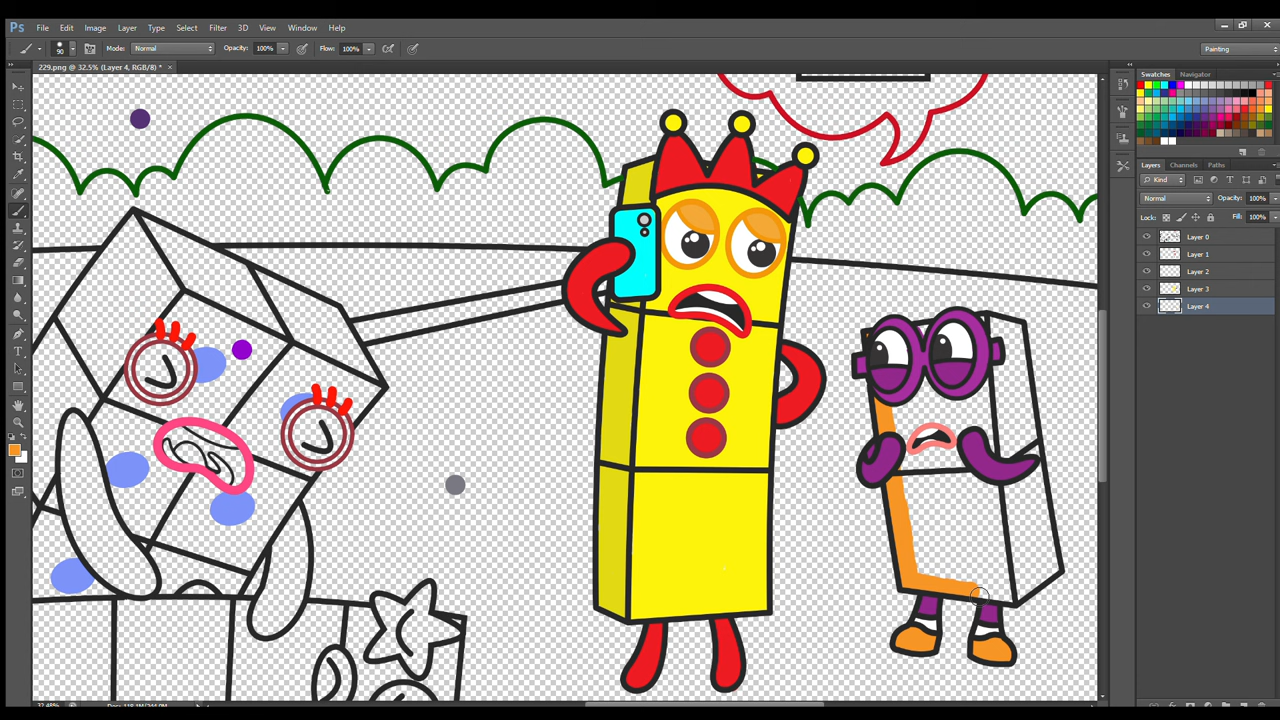 Ps File Edit Image Layer Type Select Filter 3D View Window Help
90 Mode: Normal Opacity: 100% Flow: 100% Painting
229.png @ 32.5% (Layer 4, RGB/8) * ×
Swatches Navigator
Layers Channels Paths
Kind
Normal Opacity: 100%
Lock: Fill: 100%
Layer 0
Layer 1
Layer 2
Layer 3
Layer 4